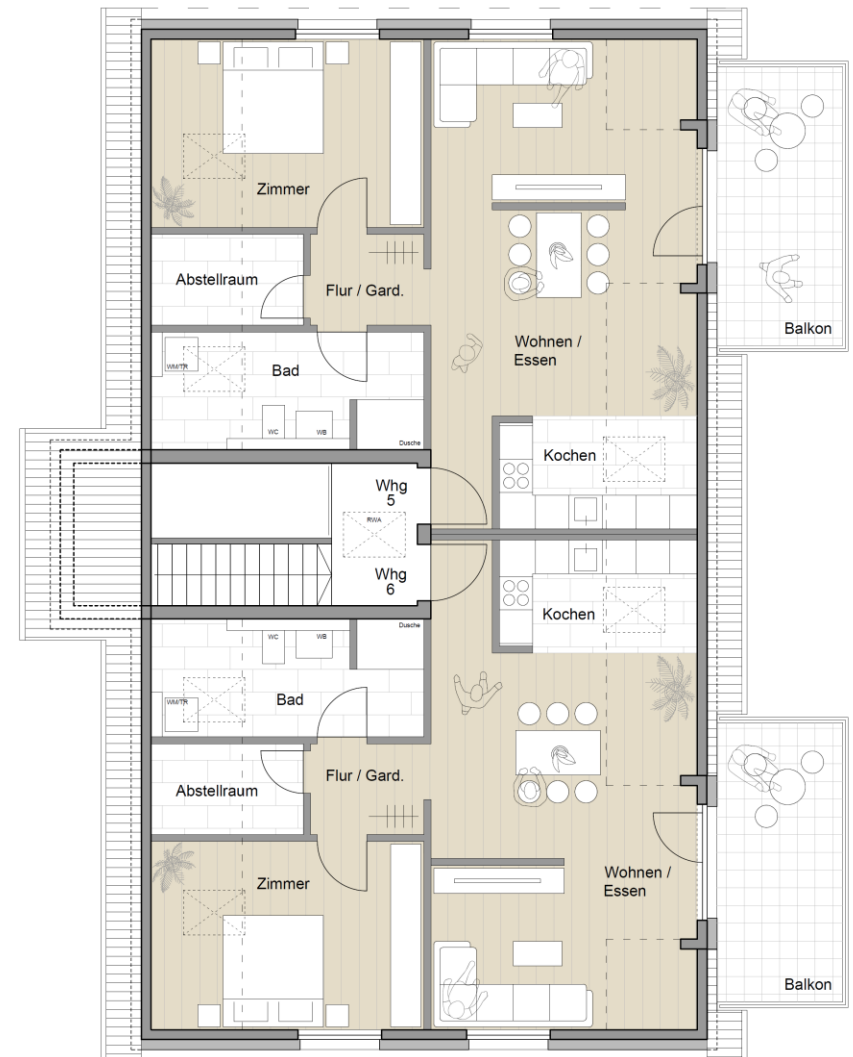 Zimmer
Abstellraum
Flur / Gard.
Bad
WM/TR
WC
WB
Dusche
Wohnen /
Essen
Balkon
Kochen
Whg
5
RWA
Whg
6
Kochen
Dusche
WC
WB
WM/TR
Bad
Abstellraum
Flur / Gard.
Zimmer
Wohnen /
Essen
Balkon